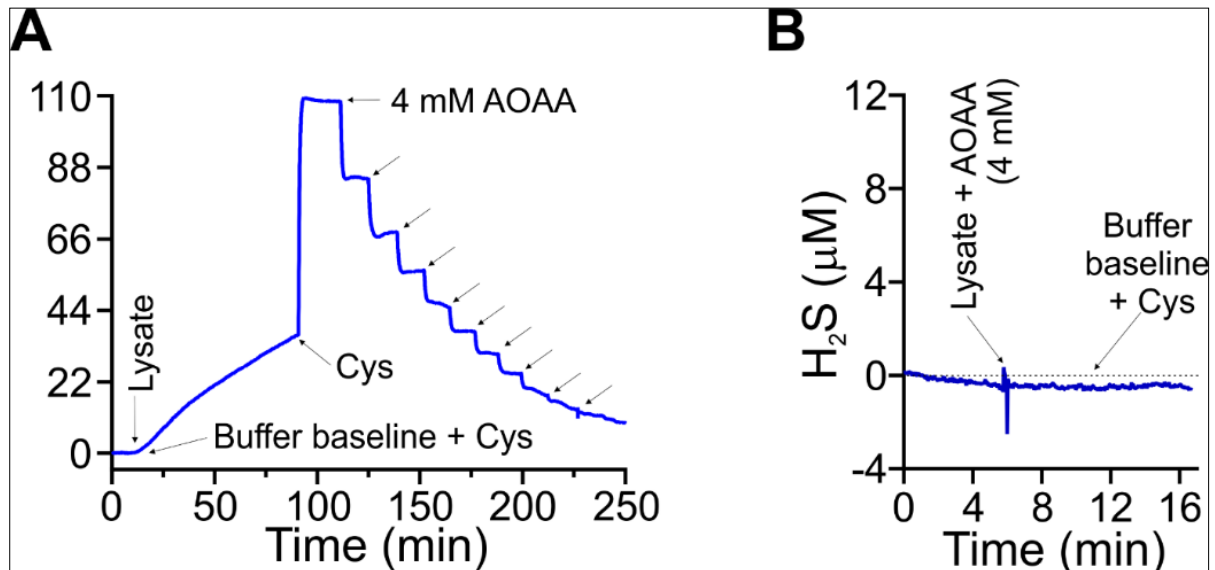 A
110
88
66
44
22
0
Lysate
4 mM AOAA
Cys
Buffer baseline + Cys
0
50
100
150
200
250
Time (min)
B
H₂S (μM)
12
8
4
0
-4
Lysate + AOAA
(4 mM)
Buffer
baseline
+ Cys
0
4
8
12
16
Time (min)